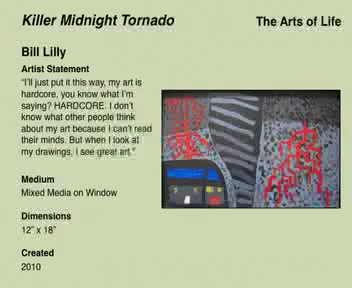 Killer Midnight Tornado
The Arts of Life
Bill Lilly
Artist Statement
“I’ll just put it this way, my art is
hardcore, you know what I’m
saying? HARDCORE. I don’t
know what other people think
about my art because I can’t read
their minds. But when I look at
my drawings, I see great art.”
Medium
Mixed Media on Window
Dimensions
12” x 18”
Created
2010